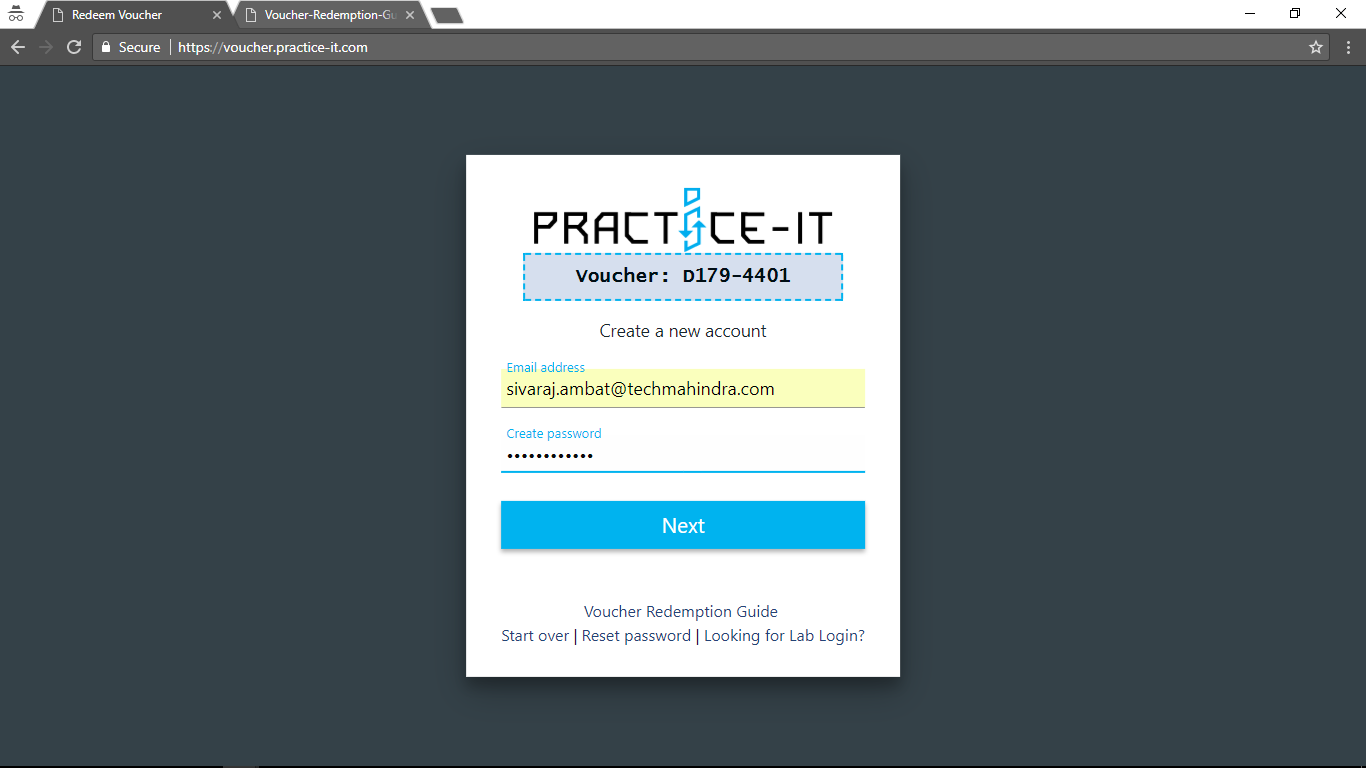 Redeem Voucher
Voucher-Redemption-Gu
Secure
https://voucher.practice-it.com
PRACTICE-IT
Voucher: D179-4401
Create a new account
Email address
sivaraj.ambat@techmahindra.com
Create password
••••••••••••
Next
Voucher Redemption Guide
Start over | Reset password | Looking for Lab Login?